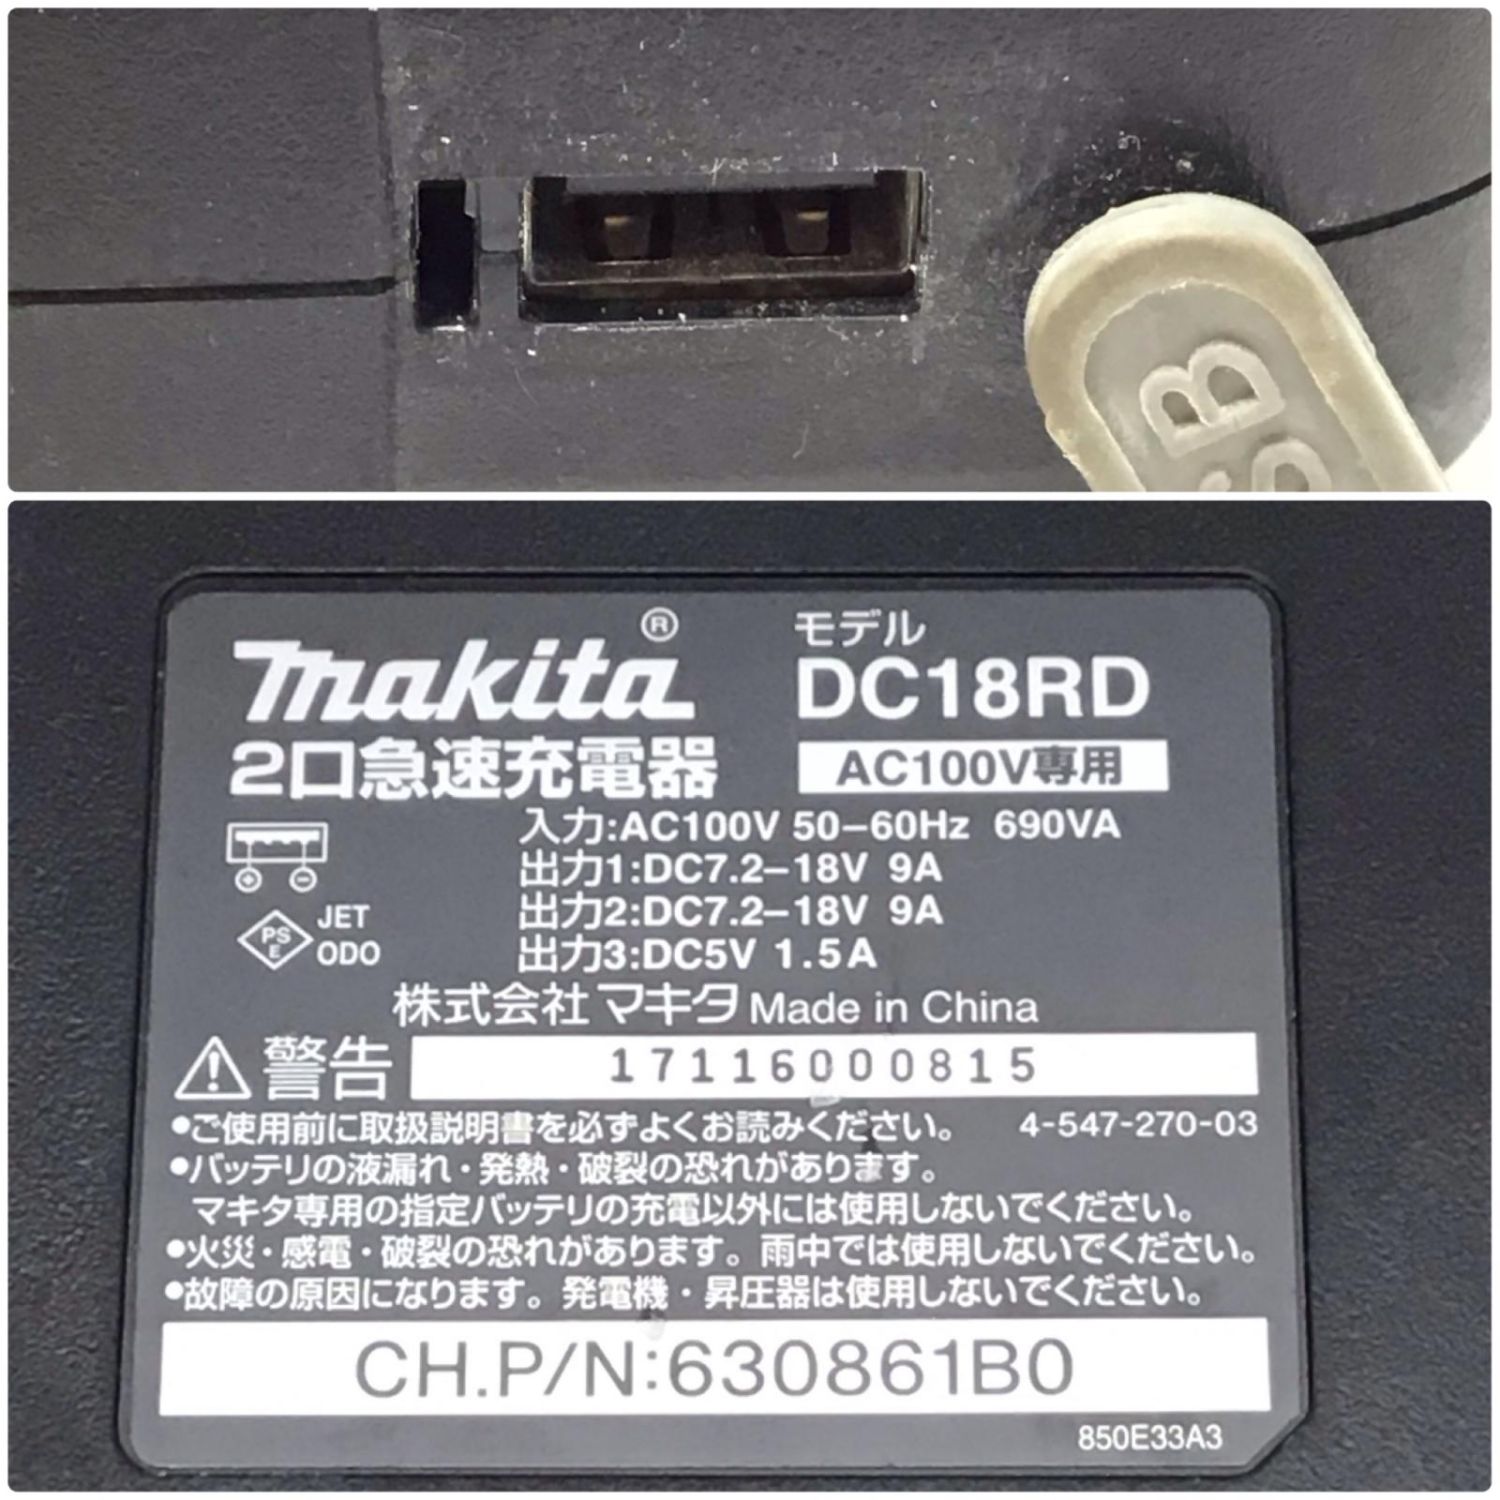 USB
makita®
モデル
DC18RD
2口急速充電器
AC100V専用
入力:AC100V 50–60Hz 690VA
出力1:DC7.2–18V 9A
出力2:DC7.2–18V 9A
出力3:DC5V 1.5A
PS
E
JET
ODO
株式会社マキタ Made in China
警告
17116000815
•ご使用前に取扱説明書を必ずよくお読みください。 4-547-270-03
•バッテリの液漏れ・発熱・破裂の恐れがあります。
マキタ専用の指定バッテリの充電以外には使用しないでください。
•火災・感電・破裂の恐れがあります。雨中では使用しないでください。
•故障の原因になります。発電機・昇圧器は使用しないでください。
CH.P/N:630861B0
850E33A3